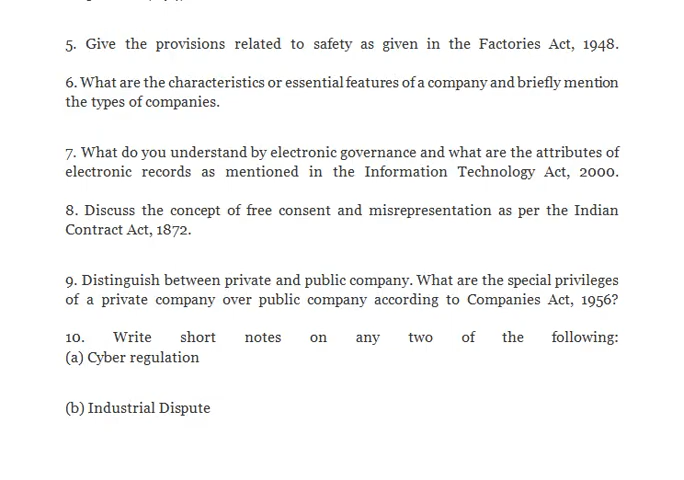 5. Give the provisions related to safety as given in the Factories Act, 1948.
6. What are the characteristics or essential features of a company and briefly mention
the types of companies.
7. What do you understand by electronic governance and what are the attributes of
electronic records as mentioned in the Information Technology Act, 2000.
8. Discuss the concept of free consent and misrepresentation as per the Indian
Contract Act, 1872.
9. Distinguish between private and public company. What are the special privileges
of a private company over public company according to Companies Act, 1956?
10. Write short notes on any two of the following:
(a) Cyber regulation
(b) Industrial Dispute